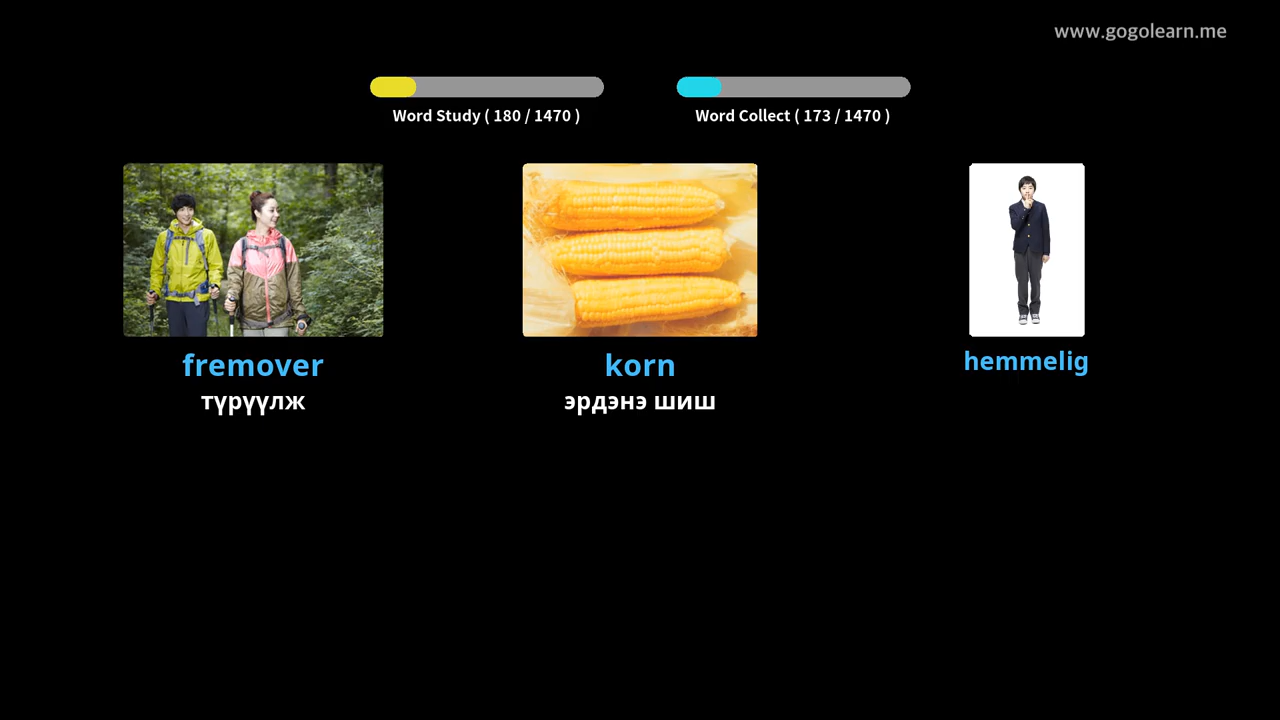 www.gogolearn.me
Word Study ( 180 / 1470 )
Word Collect ( 173 / 1470 )
fremover
түрүүлж
korn
эрдэнэ шиш
hemmelig